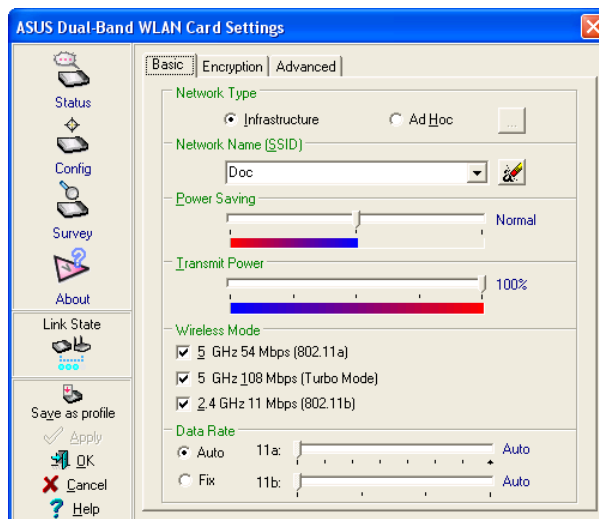 ASUS Dual-Band WLAN Card Settings
Status
Config
Survey
About
Link State
Save as profile
Apply
OK
Cancel
Help
Basic
Encryption
Advanced
Network Type
Infrastructure
Ad Hoc
...
Network Name (SSID)
Doc
Power Saving
Normal
Transmit Power
100%
Wireless Mode
5 GHz 54 Mbps (802.11a)
5 GHz 108 Mbps (Turbo Mode)
2.4 GHz 11 Mbps (802.11b)
Data Rate
Auto 11a: Auto
Fix 11b: Auto